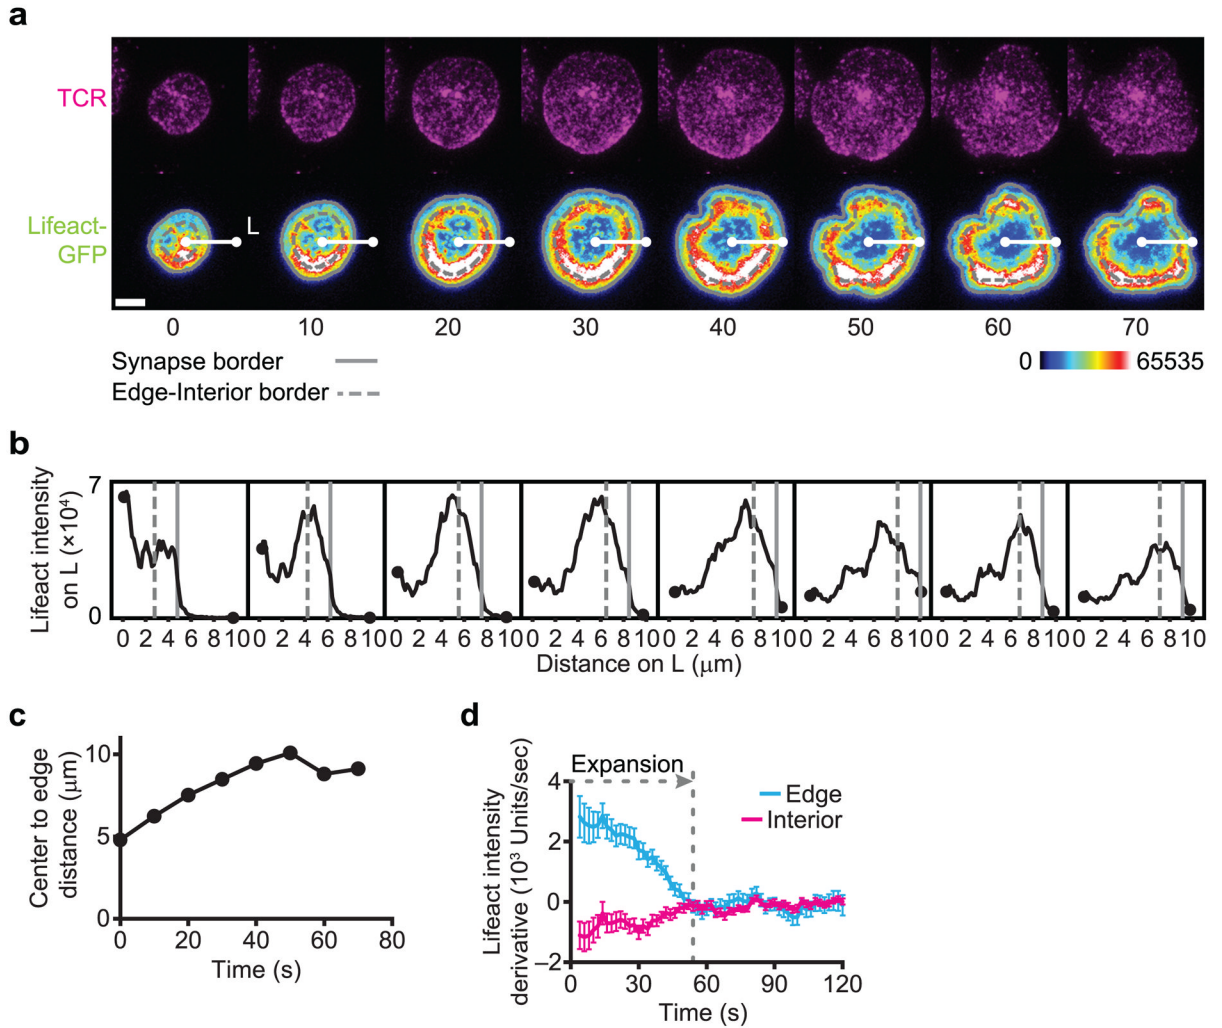 a
TCR
Lifeact-
GFP
L
0 10 20 30 40 50 60 70
Synapse border
Edge-Interior border
0 65535
b
Lifeact intensity
on L (×10⁴)
7
0
0 2 4 6 8 10 0 2 4 6 8 10 0 2 4 6 8 10 0 2 4 6 8 10 0 2 4 6 8 10 0 2 4 6 8 10 0 2 4 6 8 10 0 2 4 6 8 10
Distance on L (μm)
c
Center to edge
distance (μm)
10
5
0
0 20 40 60 80
Time (s)
d
Lifeact intensity
derivative (10³ Units/sec)
Expansion
Edge
Interior
4
2
0
–2
0 30 60 90 120
Time (s)